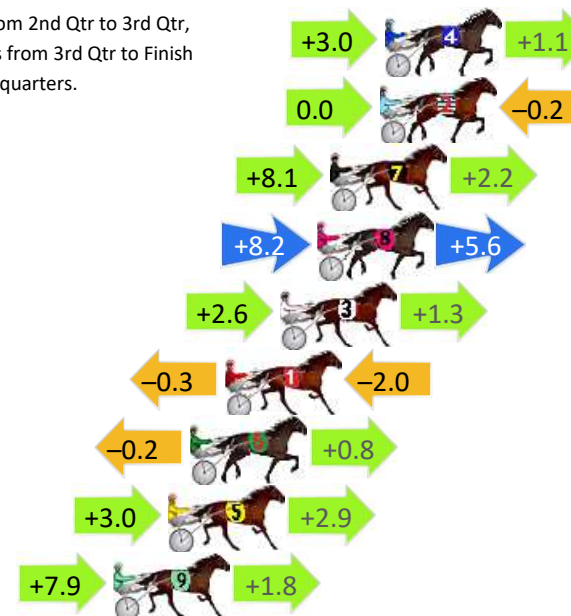 om 2nd Qtr to 3rd Qtr,
s from 3rd Qtr to Finish
quarters.
+3.0 4 +1.1
0.0 2 –0.2
+8.1 7 +2.2
+8.2 8 +5.6
+2.6 3 +1.3
–0.3 1 –2.0
–0.2 6 +0.8
+3.0 5 +2.9
+7.9 9 +1.8